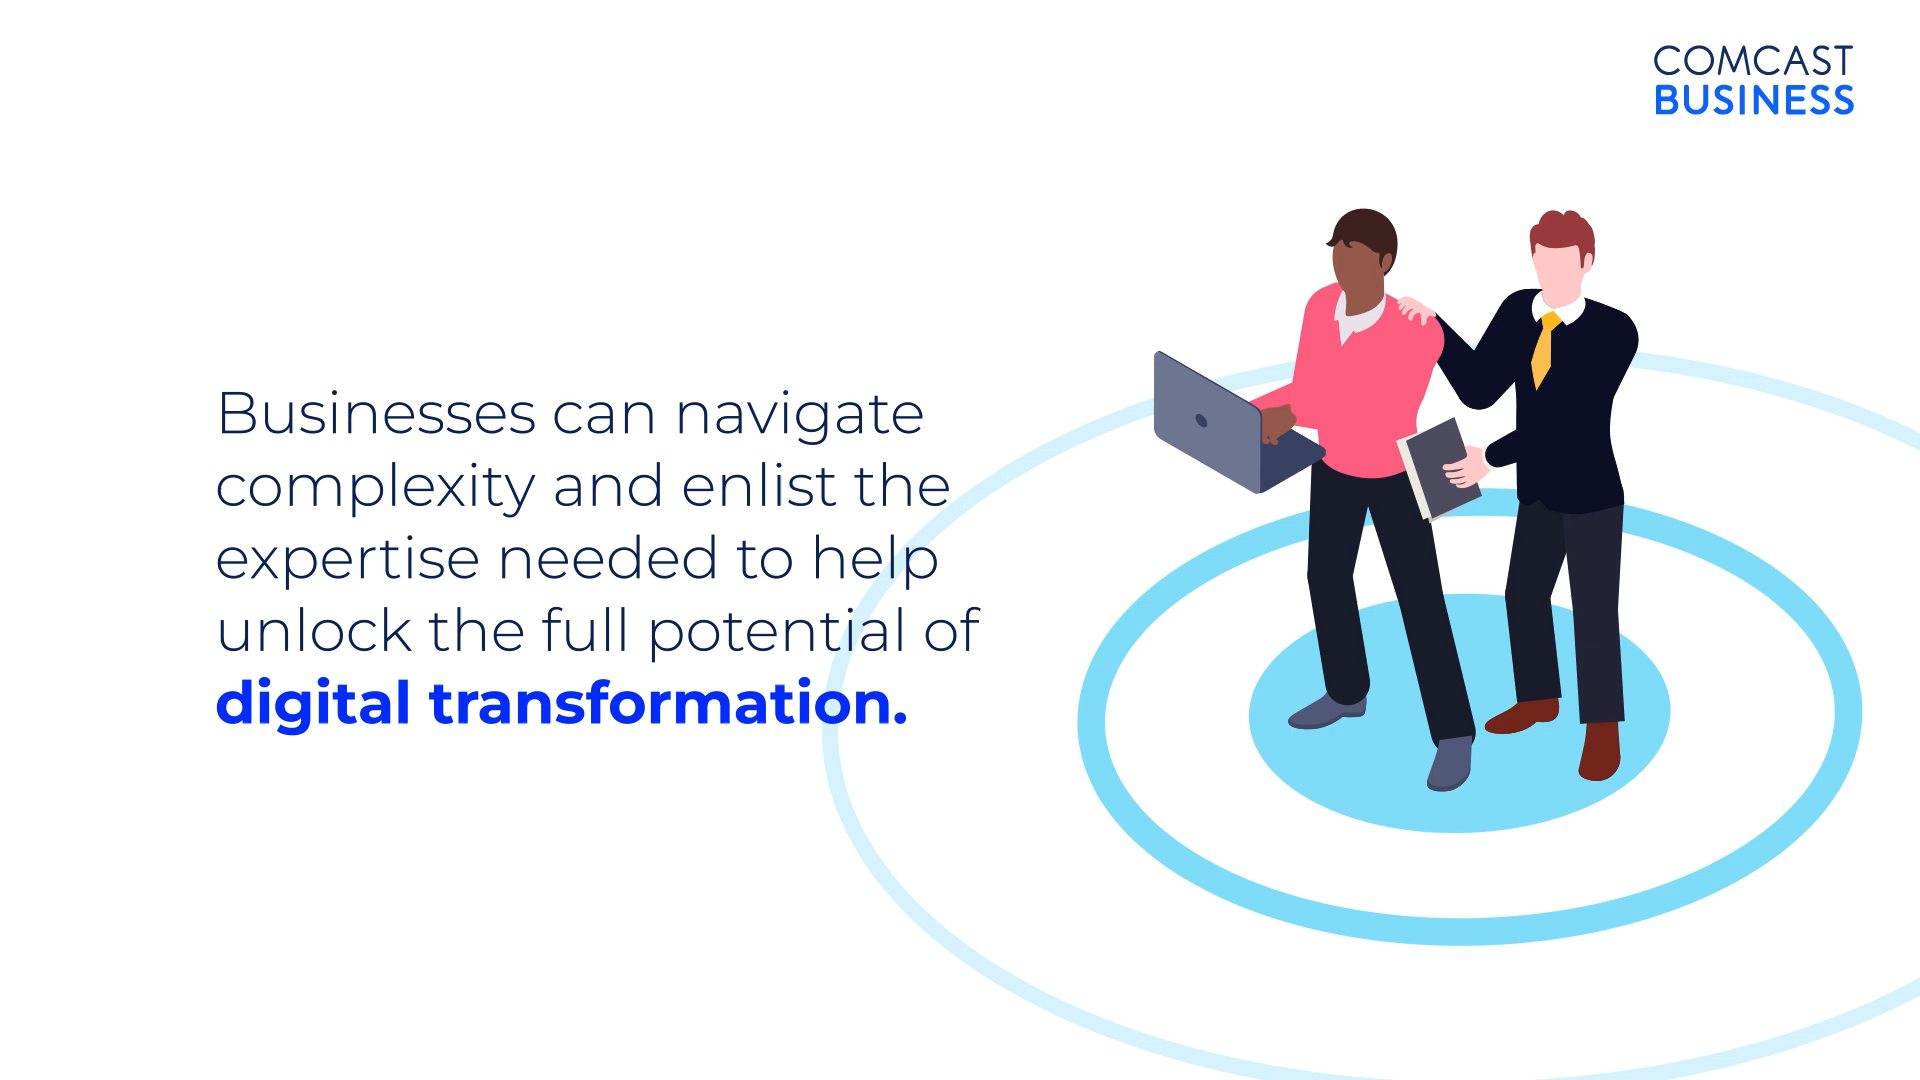 COMCAST
BUSINESS
Businesses can navigate
complexity and enlist the
expertise needed to help
unlock the full potential of
digital transformation.